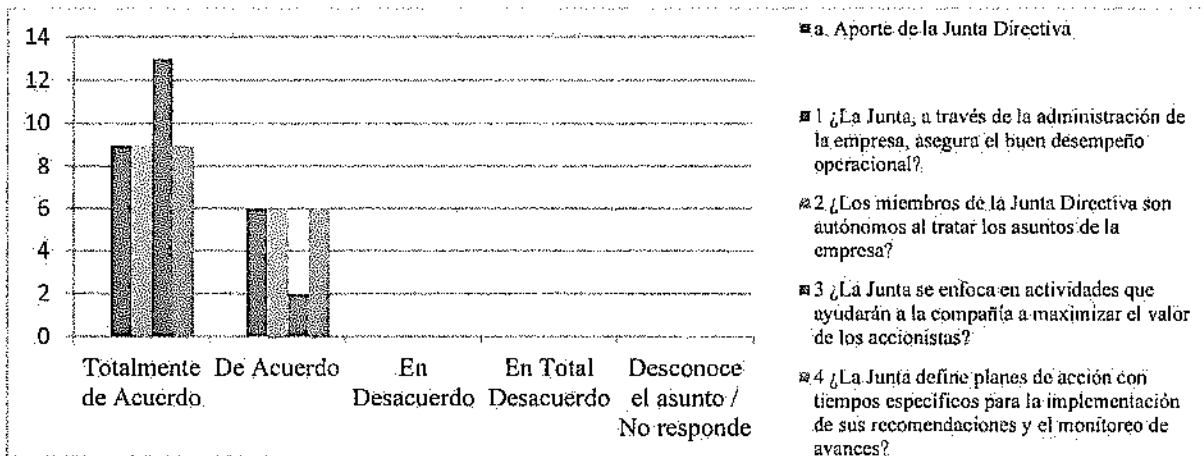 14
12
10
8
6
4
2
0
Totalmente de Acuerdo
De Acuerdo
En Desacuerdo
En Total Desacuerdo
Desconoce el asunto / No responde
a. Aporte de la Junta Directiva
1 ¿La Junta, a través de la administración de
la empresa, asegura el buen desempeño
operacional?
2 ¿Los miembros de la Junta Directiva son
autónomos al tratar los asuntos de la
empresa?
3 ¿La Junta se enfoca en actividades que
ayudarán a la compañía a maximizar el valor
de los accionistas?
4 ¿La Junta define planes de acción con
tiempos específicos para la implementación
de sus recomendaciones y el monitoreo de
avances?